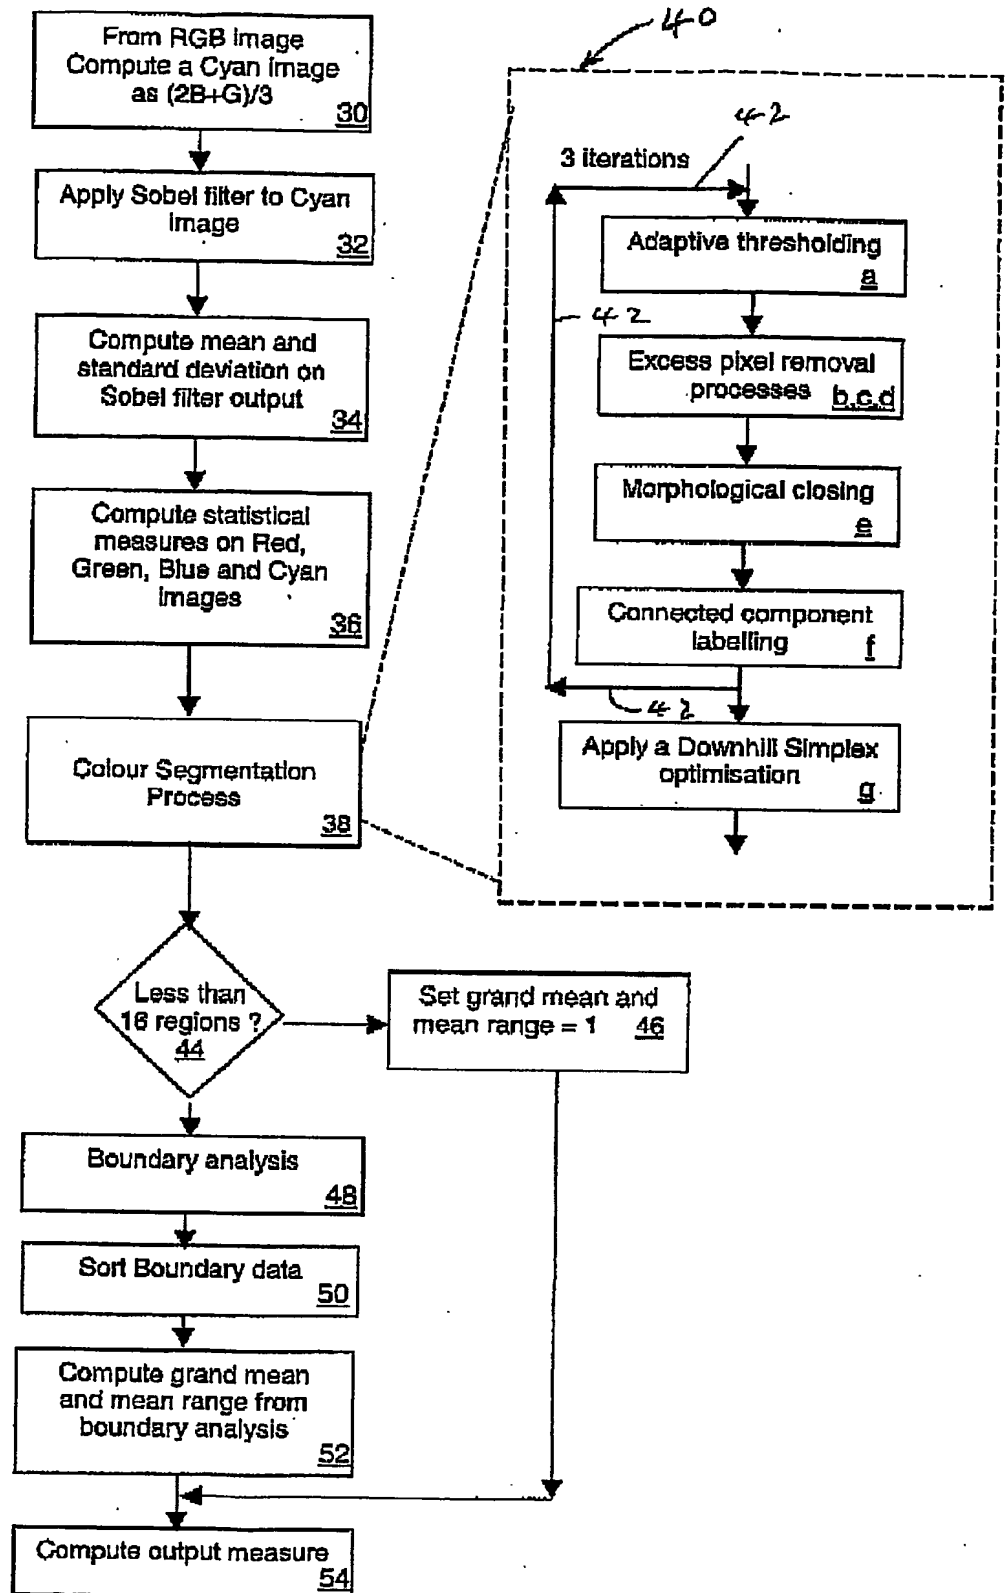 From RGB image
Compute a Cyan image
as (2B+G)/3
30
Apply Sobel filter to Cyan
image
32
Compute mean and
standard deviation on
Sobel filter output
34
Compute statistical
measures on Red,
Green, Blue and Cyan
images
36
Colour Segmentation
Process
38
40
42
3 iterations
Adaptive thresholding
a
42
Excess pixel removal
processes b,c,d
Morphological closing
e
Connected component
labelling f
42
Apply a Downhill Simplex
optimisation g
Less than
16 regions ?
44
Set grand mean and
mean range = 1 46
Boundary analysis
48
Sort Boundary data
50
Compute grand mean
and mean range from
boundary analysis
52
Compute output measure
54